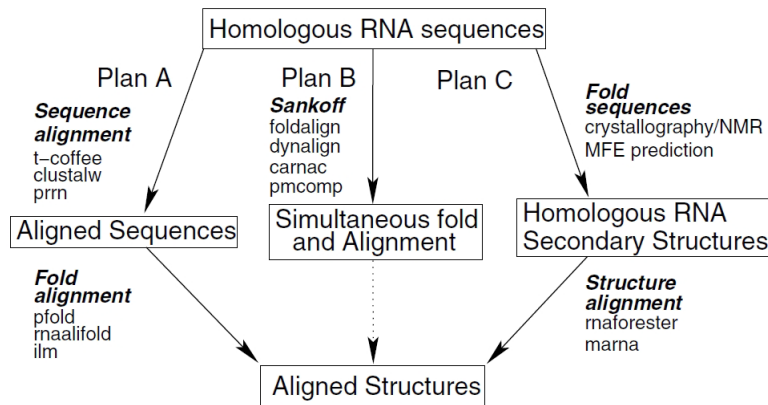 Homologous RNA sequences
Plan A
Sequence
alignment
t-coffee
clustalw
prrn
Plan B
Sankoff
foldalign
dynalign
carnac
pmcomp
Plan C
Fold
sequences
crystallography/NMR
MFE prediction
Aligned Sequences
Simultaneous fold
and Alignment
Homologous RNA
Secondary Structures
Fold
alignment
pfold
rnaalifold
ilm
Structure
alignment
rnaforester
marna
Aligned Structures